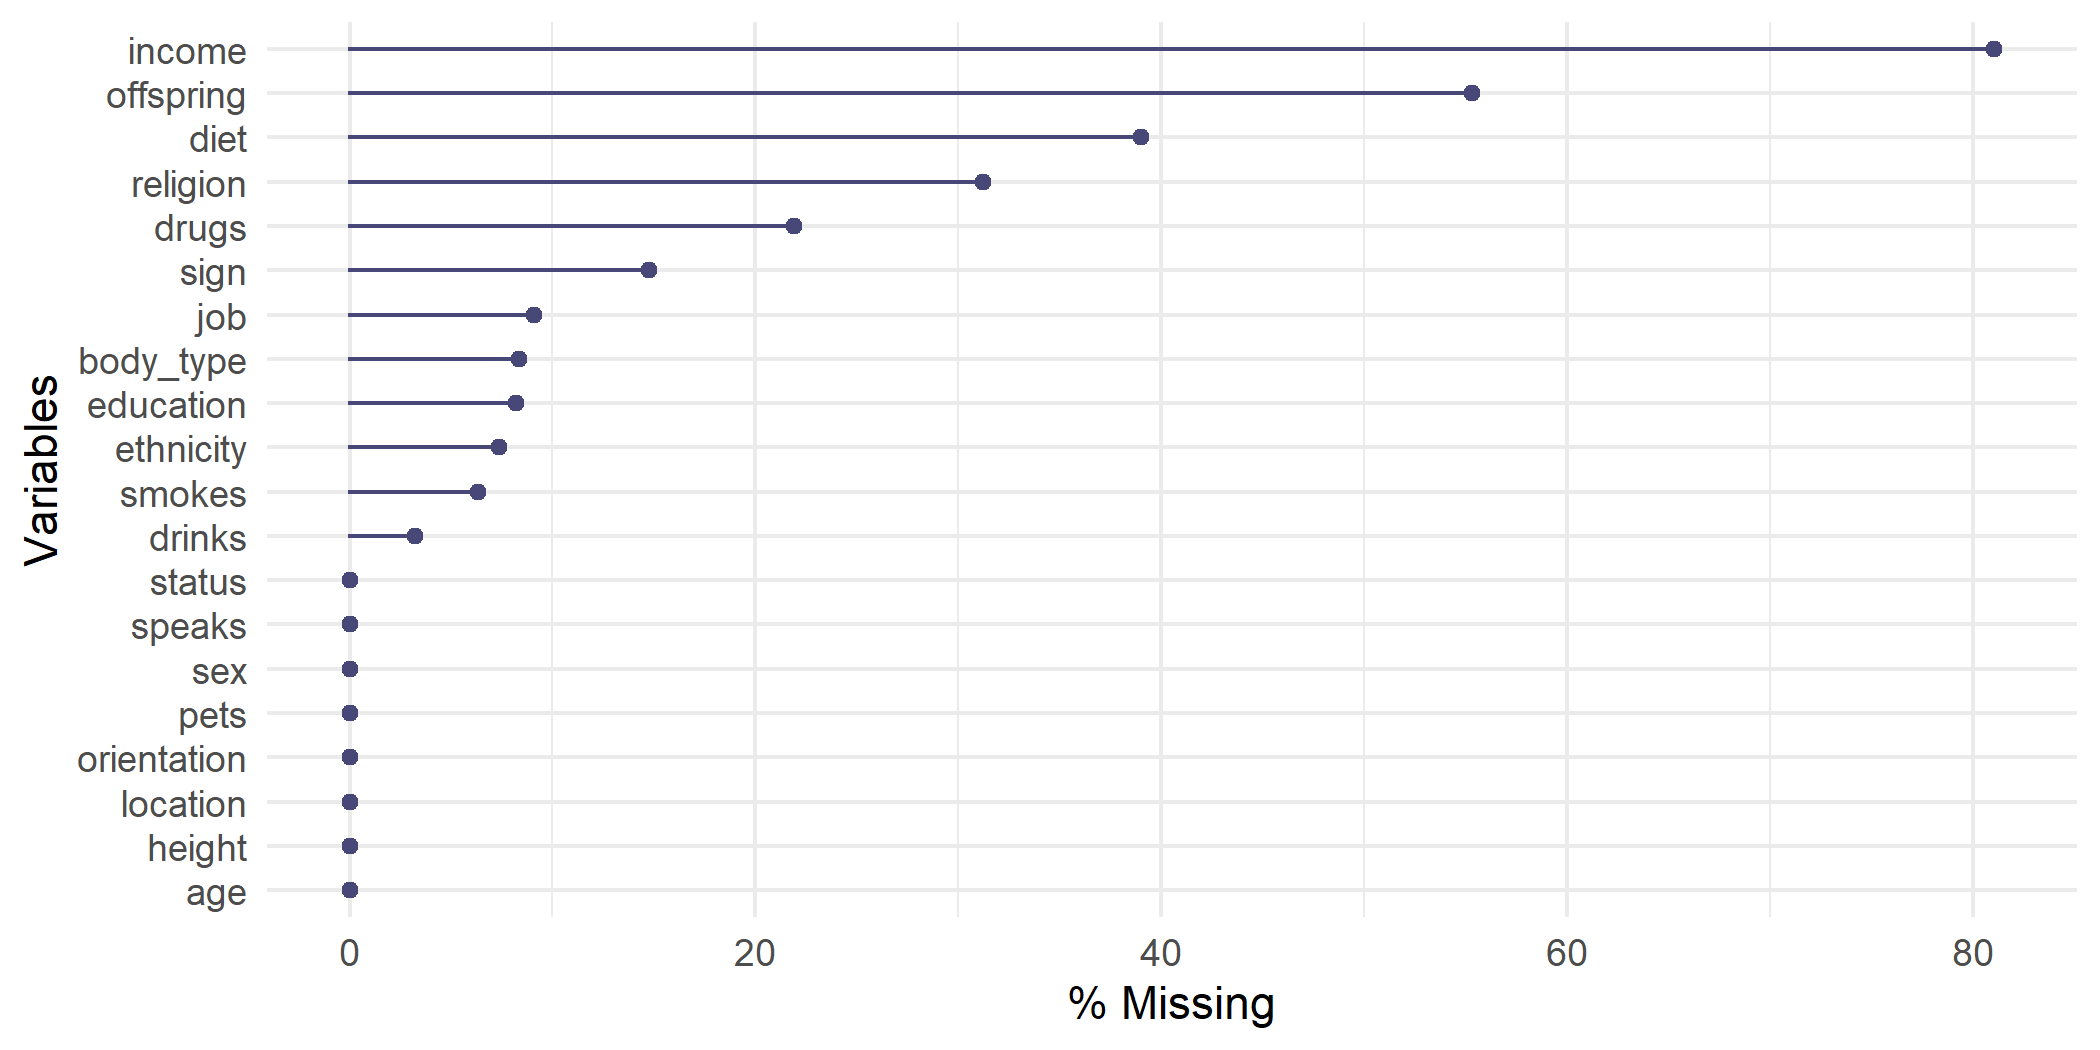 income
offspring
diet
religion
drugs
sign
job
body_type
education
ethnicity
smokes
drinks
status
speaks
sex
pets
orientation
location
height
age
Variables
0 20 40 60 80
% Missing